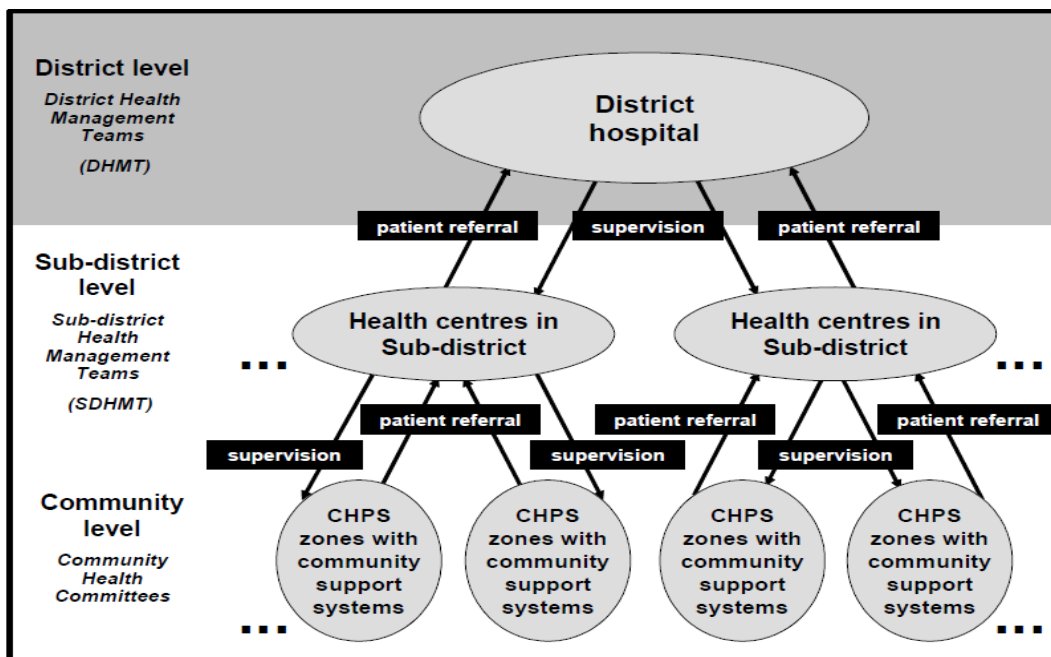 District level
District Health
Management
Teams
(DHMT)
District
hospital
patient referral
supervision
patient referral
Sub-district
level
Sub-district
Health
Management
Teams
(SDHMT)
...
Health centres in
Sub-district
Health centres in
Sub-district
...
patient referral
patient referral
patient referral
supervision
supervision
supervision
Community
level
Community
Health
Committees
...
CHPS
zones with
community
support
systems
CHPS
zones with
community
support
systems
CHPS
zones with
community
support
systems
CHPS
zones with
community
support
systems
...